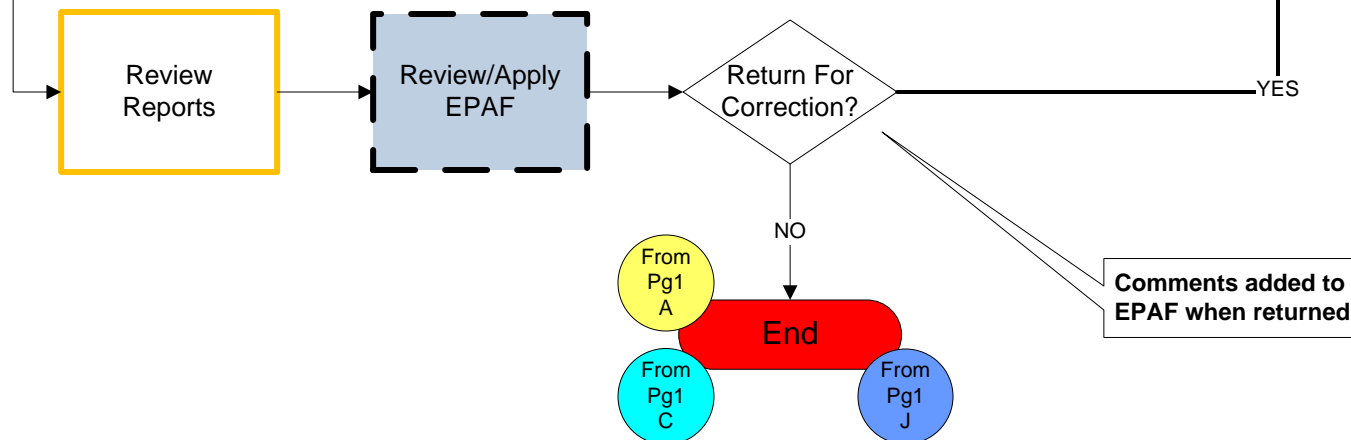 Review
Reports
Review/Apply
EPAF
Return For
Correction?
YES
NO
Comments added to
EPAF when returned
From
Pg1
A
End
From
Pg1
C
From
Pg1
J